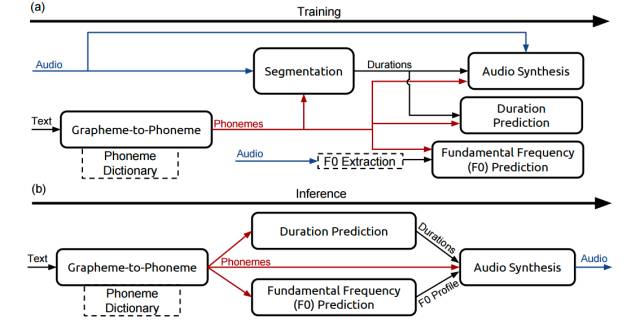 (a)
Training
Audio
Segmentation
Durations
Audio Synthesis
Text
Grapheme-to-Phoneme
Phonemes
Duration
Prediction
Phoneme
Dictionary
Audio
F0 Extraction
Fundamental Frequency
(F0) Prediction
(b)
Inference
Duration Prediction
Durations
Text
Grapheme-to-Phoneme
Phonemes
Audio Synthesis
Audio
Phoneme
Dictionary
Fundamental Frequency
(F0) Prediction
F0 Profile